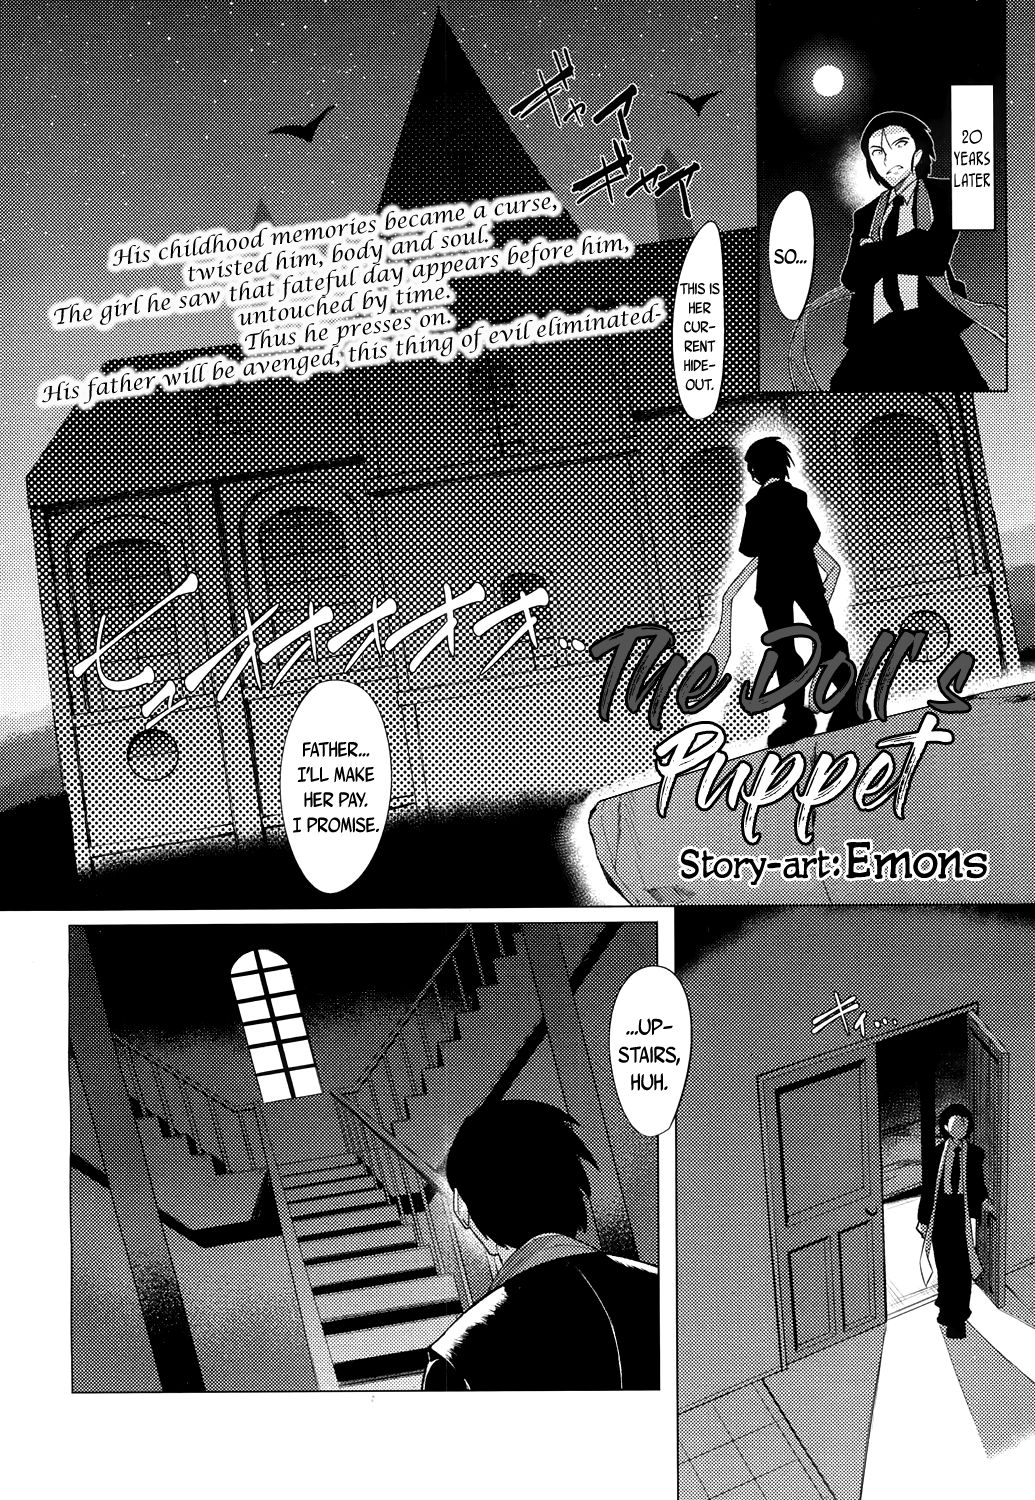 20
YEARS
LATER
SO...
ギャア
ギャア
THIS IS
HER
CUR-
RENT
HIDE-
OUT.
His childhood memories became a curse,
twisted him, body and soul.
The girl he saw that fateful day appears before him,
untouched by time.
Thus he presses on.
His father will be avenged, this thing of evil eliminated-
ヒュオオオオオ...
The Doll's
Puppet
Story-art:Emons
FATHER...
I'LL MAKE
HER PAY.
I PROMISE.
キィ...
...UP-
STAIRS,
HUH.